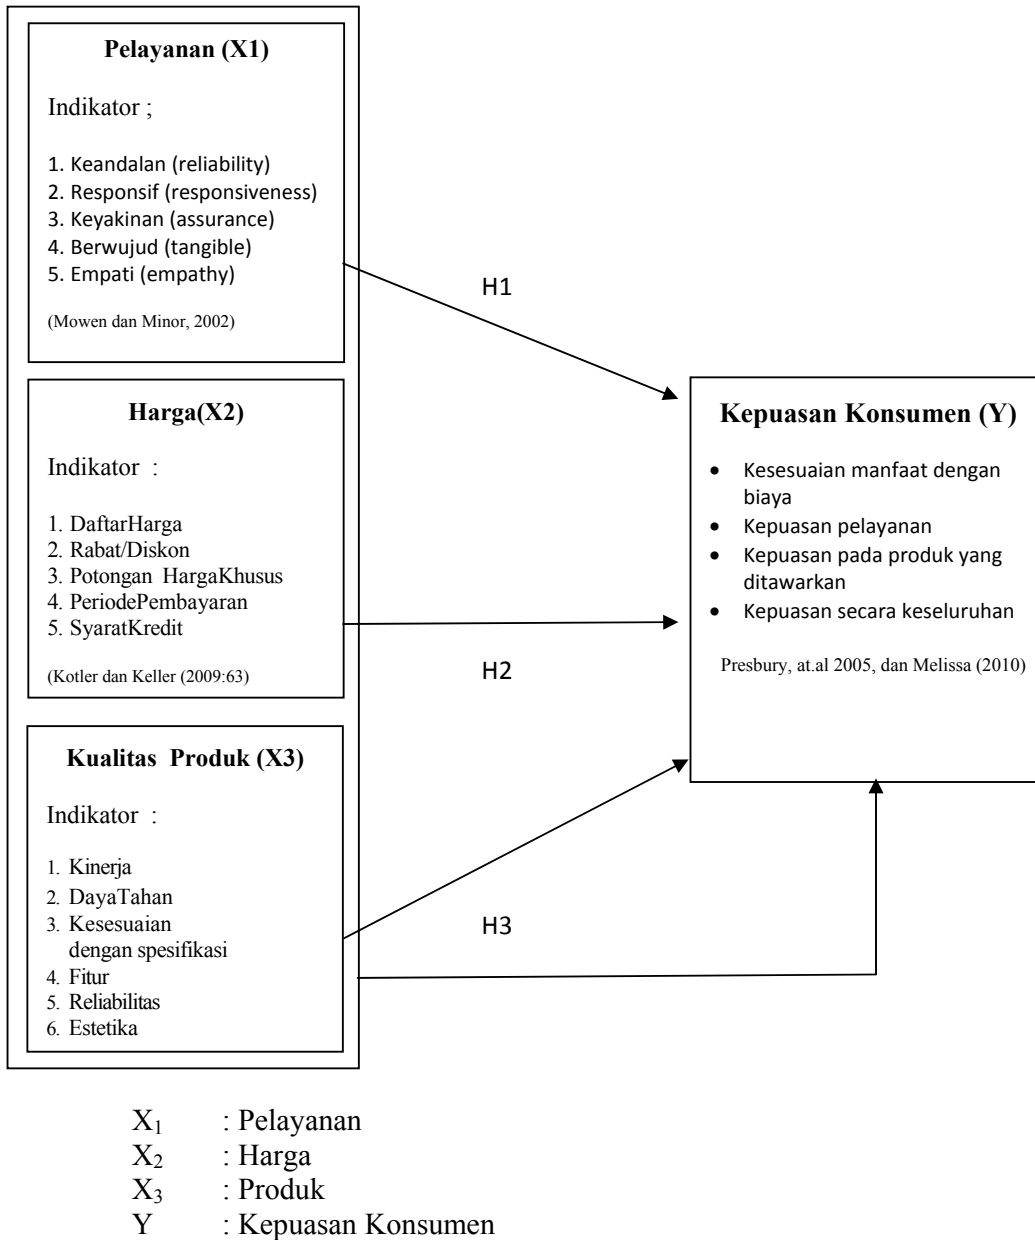 Pelayanan (X1)
Indikator ;
1. Keandalan (reliability)
2. Responsif (responsiveness)
3. Keyakinan (assurance)
4. Berwujud (tangible)
5. Empati (empathy)
(Mowen dan Minor, 2002)
Harga(X2)
Indikator :
1. DaftarHarga
2. Rabat/Diskon
3. Potongan HargaKhusus
4. PeriodePembayaran
5. SyaratKredit
(Kotler dan Keller (2009:63)
Kualitas Produk (X3)
Indikator :
1. Kinerja
2. DayaTahan
3. Kesesuaian
dengan spesifikasi
4. Fitur
5. Reliabilitas
6. Estetika
H1
H2
H3
Kepuasan Konsumen (Y)
• Kesesuaian manfaat dengan
biaya
• Kepuasan pelayanan
• Kepuasan pada produk yang
ditawarkan
• Kepuasan secara keseluruhan
Presbury, at.al 2005, dan Melissa (2010)
X₁ : Pelayanan
X₂ : Harga
X₃ : Produk
Y : Kepuasan Konsumen